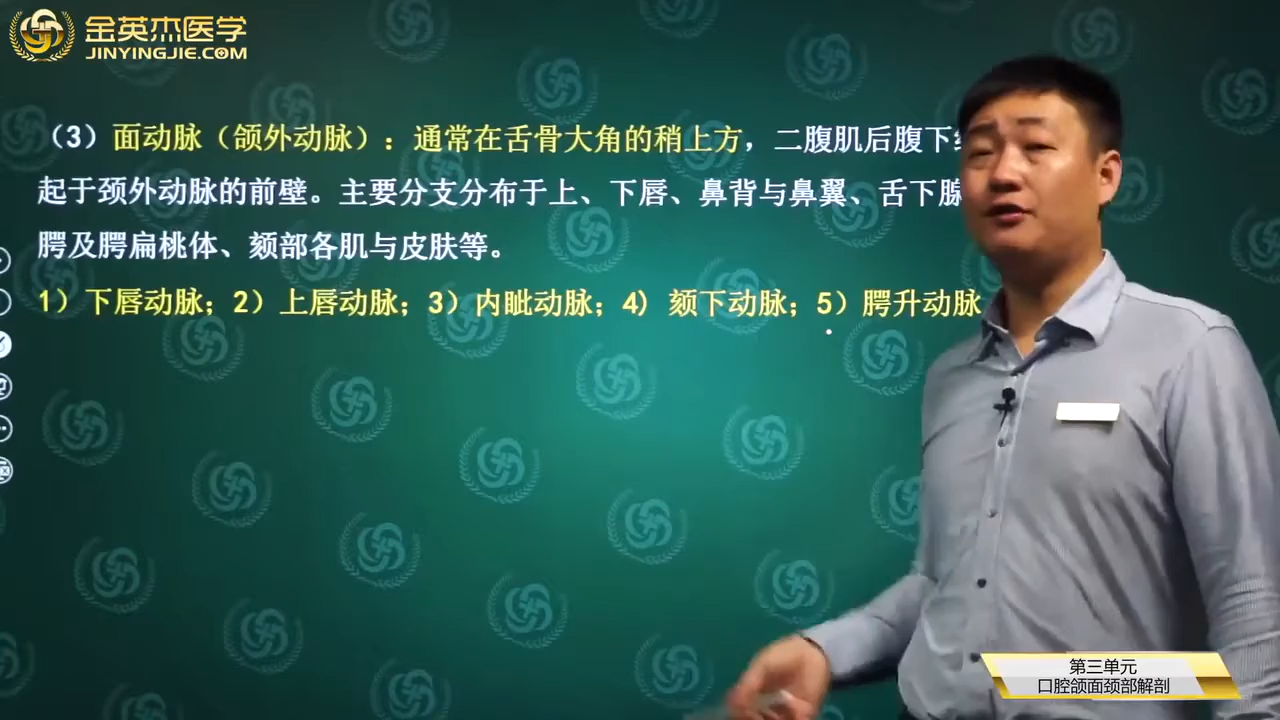 金英杰医学
JINYINGJIE.COM
（3）面动脉（颌外动脉）：通常在舌骨大角的稍上方，二腹肌后腹下
起于颈外动脉的前壁。主要分支分布于上、下唇、鼻背与鼻翼、舌下腺
腭及腭扁桃体、颏部各肌与皮肤等。
1）下唇动脉；2）上唇动脉；3）内眦动脉；4）颏下动脉；5）腭升动脉
第三单元
口腔颌面颈部解剖